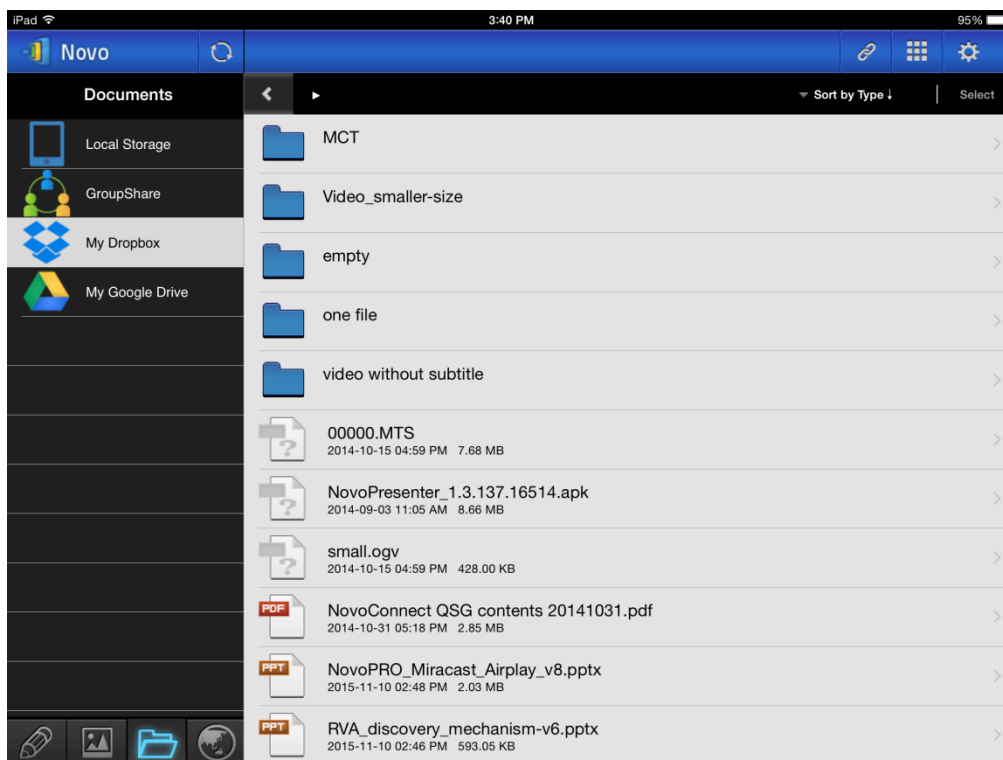 iPad 3:40 PM 95%
Novo
Documents ▸ Sort by Type ↓ | Select
Local Storage
GroupShare
My Dropbox
My Google Drive
MCT
Video_smaller-size
empty
one file
video without subtitle
00000.MTS
2014-10-15 04:59 PM 7.68 MB
NovoPresenter_1.3.137.16514.apk
2014-09-03 11:05 AM 8.66 MB
small.ogv
2014-10-15 04:59 PM 428.00 KB
PDF NovoConnect QSG contents 20141031.pdf
2014-10-31 05:18 PM 2.85 MB
PPT NovoPRO_Miracast_Airplay_v8.pptx
2015-11-10 02:48 PM 2.03 MB
PPT RVA_discovery_mechanism-v6.pptx
2015-11-10 02:46 PM 593.05 KB